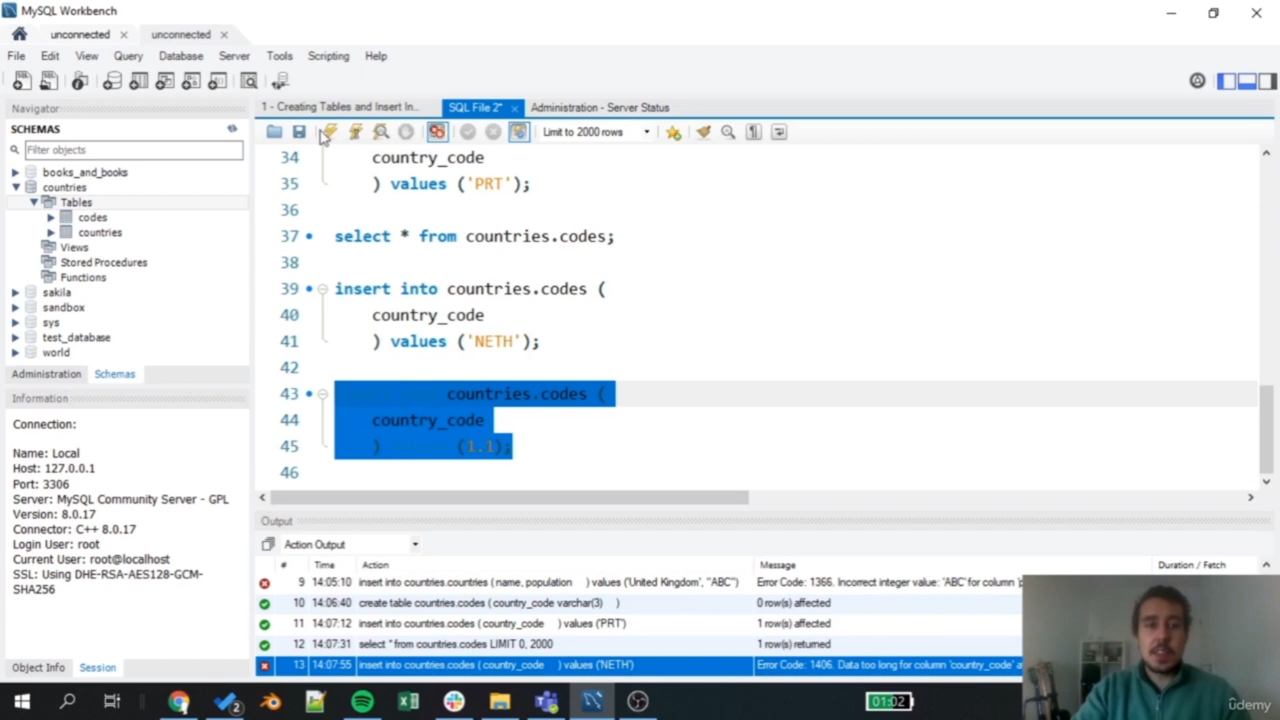 MySQL Workbench
unconnected × unconnected ×
File Edit View Query Database Server Tools Scripting Help
Navigator
SCHEMAS
Filter objects
books_and_books
countries
Tables
codes
countries
Views
Stored Procedures
Functions
sakila
sandbox
sys
test_database
world
Administration Schemas
Information
Connection:
Name: Local
Host: 127.0.0.1
Port: 3306
Server: MySQL Community Server - GPL
Version: 8.0.17
Connector: C++ 8.0.17
Login User: root
Current User: root@localhost
SSL: Using DHE-RSA-AES128-GCM-
SHA256
Object Info Session
1 - Creating Tables and Insert In... SQL File 2* × Administration - Server Status
Limit to 2000 rows
34 country_code
35 ) values ('PRT');
36
37 select * from countries.codes;
38
39 insert into countries.codes (
40 country_code
41 ) values ('NETH');
42
43 countries.codes (
44 country_code
45 ) (1.1);
46
Output
Action Output
# Time Action Message Duration / Fetch
9 14:05:10 insert into countries.countries ( name, population ) values ('United Kingdom', "ABC") Error Code: 1366. Incorrect integer value: 'ABC' for column
10 14:06:40 create table countries.codes ( country_code varchar(3) ) 0 row(s) affected
11 14:07:12 insert into countries.codes ( country_code ) values ('PRT') 1 row(s) affected
12 14:07:31 select * from countries.codes LIMIT 0, 2000 1 row(s) returned
13 14:07:55 insert into countries.codes ( country_code ) values ('NETH') Error Code: 1406. Data too long for column 'country_code'
2
01:02
ûdemy